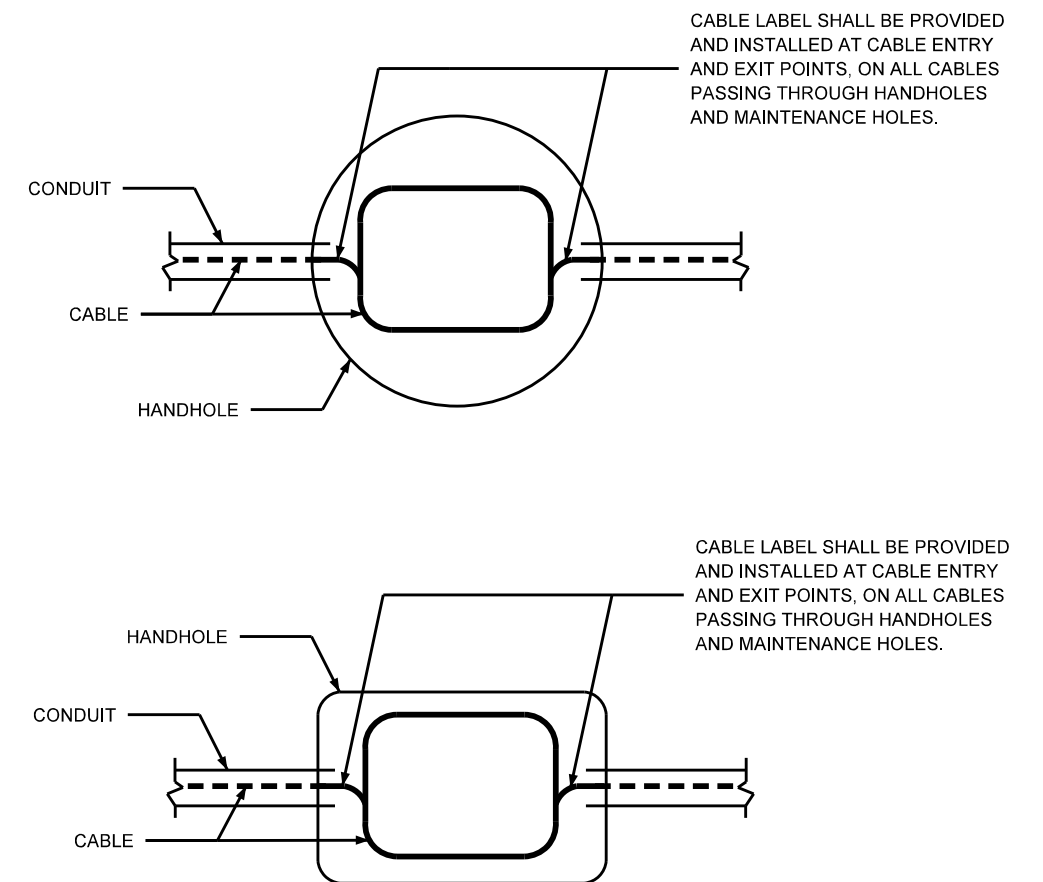 CABLE LABEL SHALL BE PROVIDED
AND INSTALLED AT CABLE ENTRY
AND EXIT POINTS, ON ALL CABLES
PASSING THROUGH HANDHOLES
AND MAINTENANCE HOLES.
CONDUIT
CABLE
HANDHOLE
CABLE LABEL SHALL BE PROVIDED
AND INSTALLED AT CABLE ENTRY
AND EXIT POINTS, ON ALL CABLES
PASSING THROUGH HANDHOLES
AND MAINTENANCE HOLES.
HANDHOLE
CONDUIT
CABLE